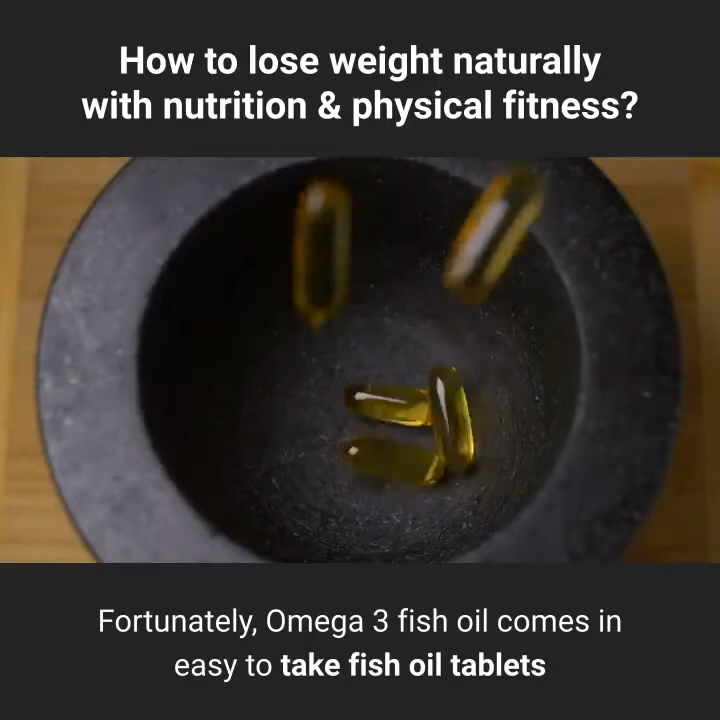 How to lose weight naturally
with nutrition & physical fitness?
Fortunately, Omega 3 fish oil comes in
easy to take fish oil tablets